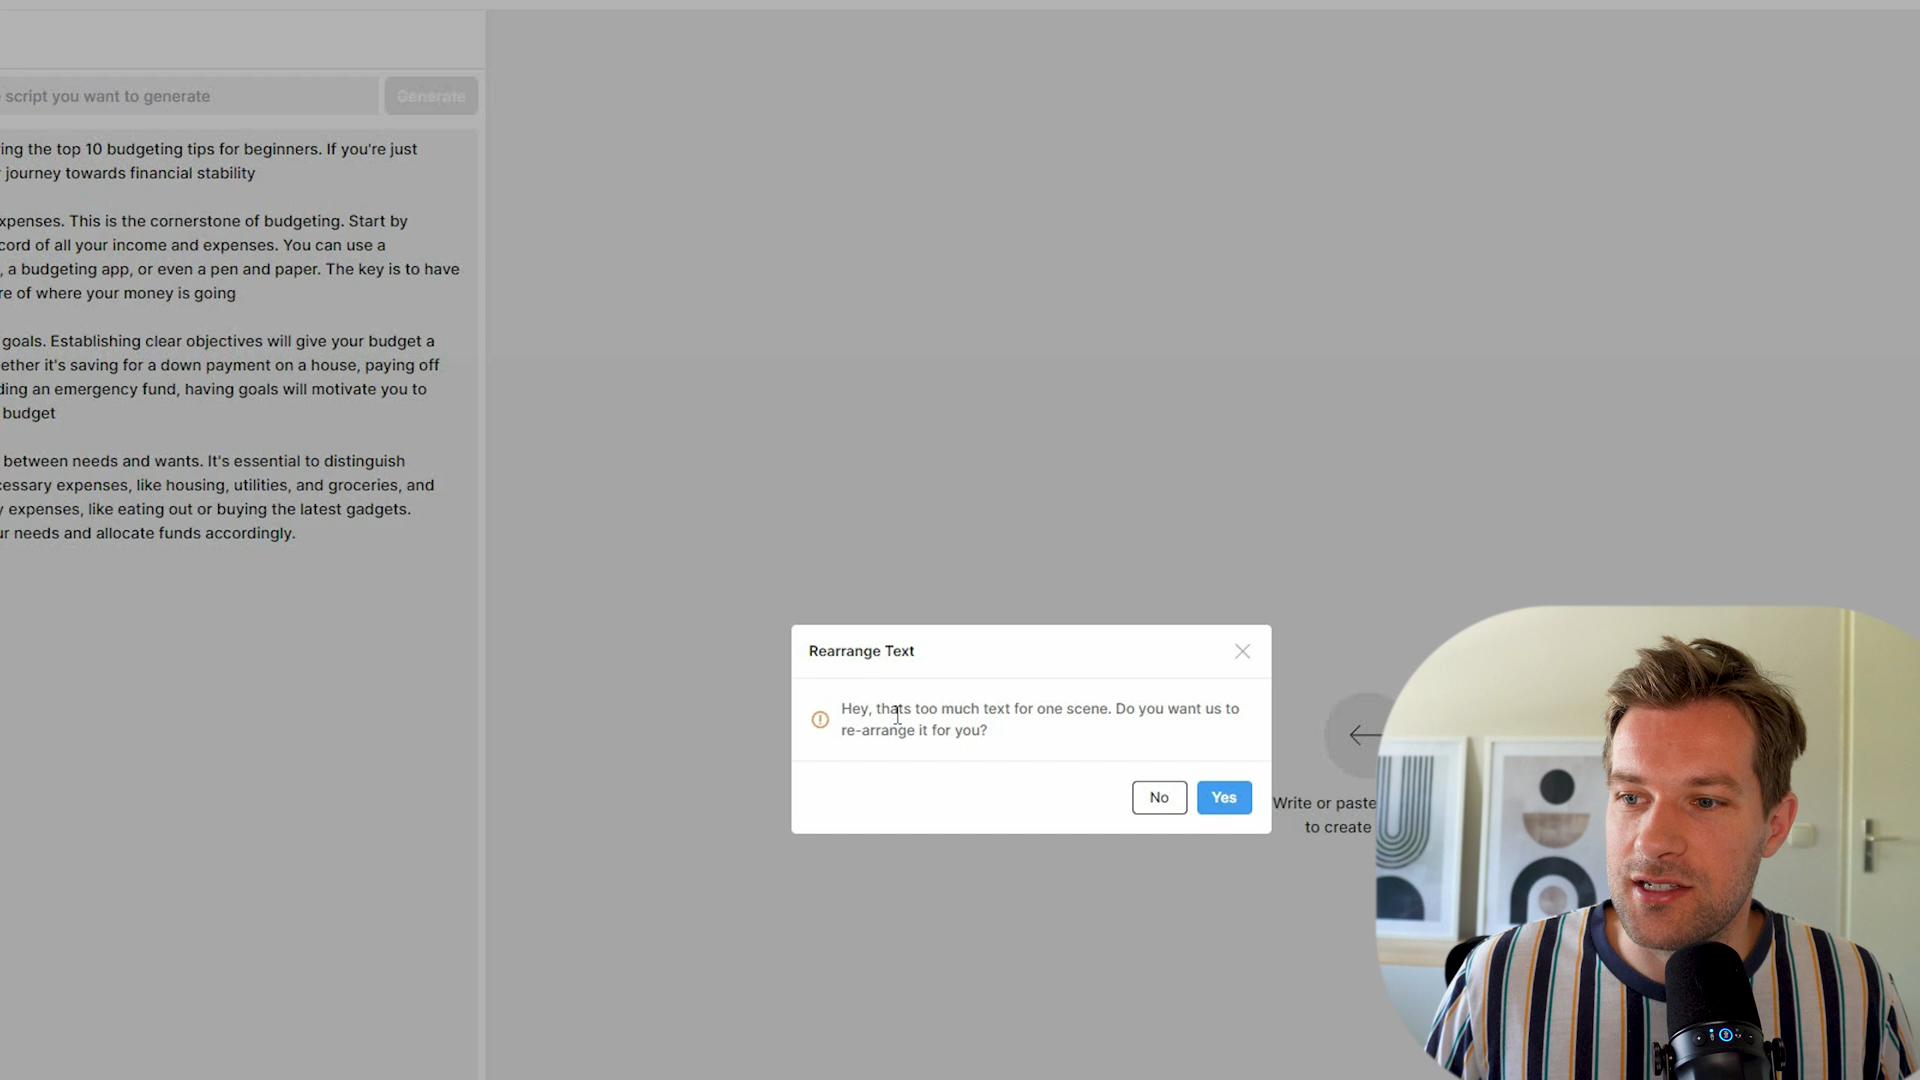 script you want to generate
Generate
ing the top 10 budgeting tips for beginners. If you're just
journey towards financial stability
xpenses. This is the cornerstone of budgeting. Start by
cord of all your income and expenses. You can use a
, a budgeting app, or even a pen and paper. The key is to have
re of where your money is going
goals. Establishing clear objectives will give your budget a
ether it's saving for a down payment on a house, paying off
ding an emergency fund, having goals will motivate you to
budget
between needs and wants. It's essential to distinguish
cessary expenses, like housing, utilities, and groceries, and
y expenses, like eating out or buying the latest gadgets.
ur needs and allocate funds accordingly.
Rearrange Text
Hey, thats too much text for one scene. Do you want us to
re-arrange it for you?
No
Yes
Write or paste
to create